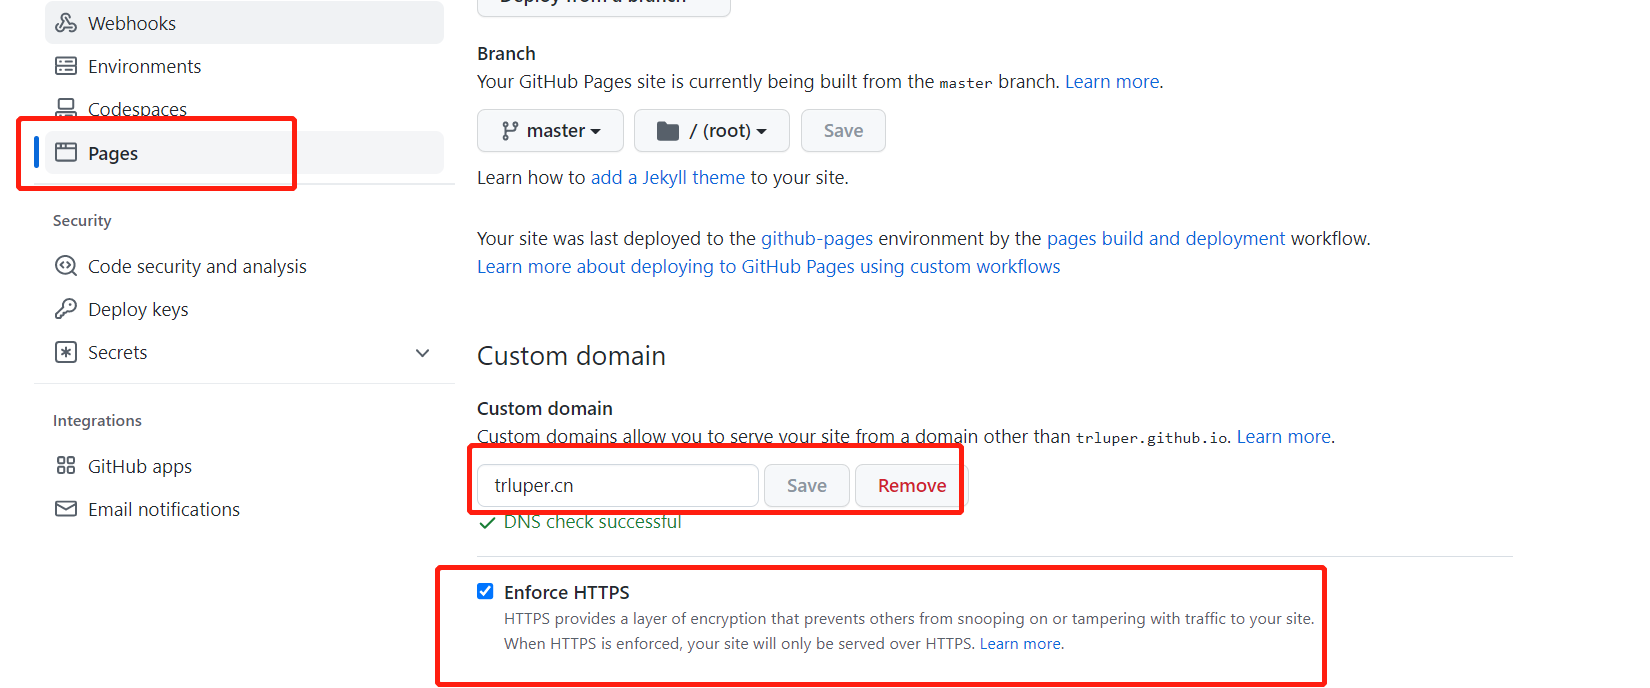 Webhooks
Environments
Codespaces
Pages
Security
Code security and analysis
Deploy keys
Secrets
Integrations
GitHub apps
Email notifications
Deploy from a branch
Branch
Your GitHub Pages site is currently being built from the master branch. Learn more.
master / (root) Save
Learn how to add a Jekyll theme to your site.
Your site was last deployed to the github-pages environment by the pages build and deployment workflow.
Learn more about deploying to GitHub Pages using custom workflows
Custom domain
Custom domain
Custom domains allow you to serve your site from a domain other than trluper.github.io. Learn more.
trluper.cn Save Remove
DNS check successful
Enforce HTTPS
HTTPS provides a layer of encryption that prevents others from snooping on or tampering with traffic to your site.
When HTTPS is enforced, your site will only be served over HTTPS. Learn more.